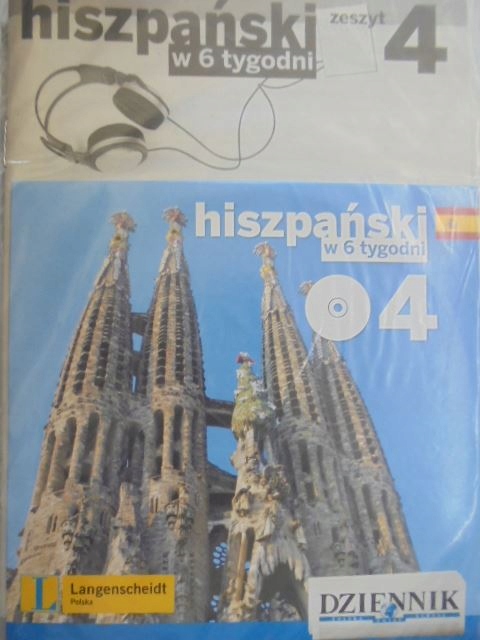 hiszpański
w 6 tygodni
zeszyt 4
hiszpański
w 6 tygodni
04
L Langenscheidt
Polska
DZIENNIK